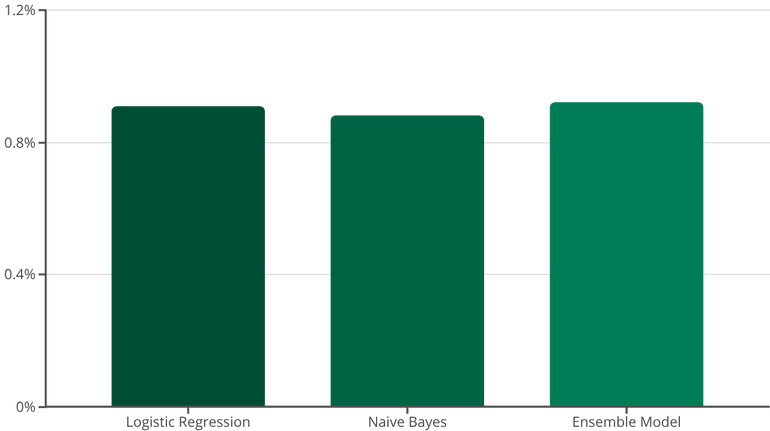 1.2%
0.8%
0.4%
0%
Logistic Regression
Naive Bayes
Ensemble Model